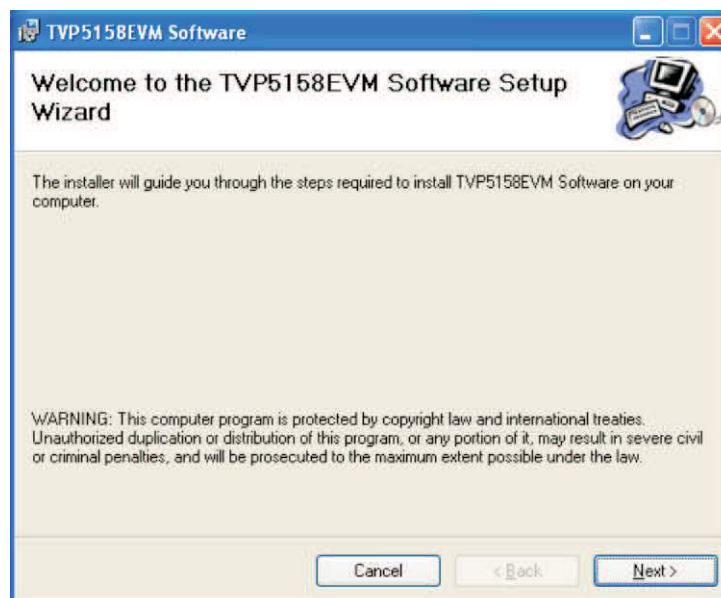 TVP5158EVM Software
Welcome to the TVP5158EVM Software Setup
Wizard
The installer will guide you through the steps required to install TVP5158EVM Software on your
computer.
WARNING: This computer program is protected by copyright law and international treaties.
Unauthorized duplication or distribution of this program, or any portion of it, may result in severe civil
or criminal penalties, and will be prosecuted to the maximum extent possible under the law.
Cancel
< Back
Next >